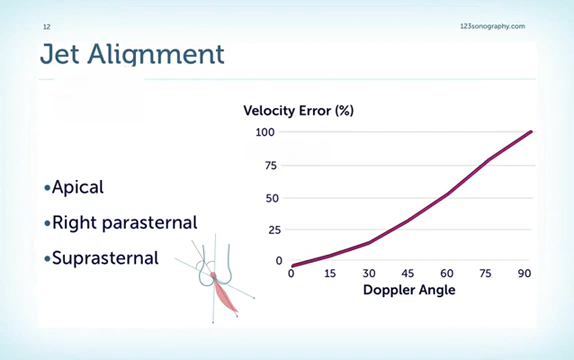 12
123sonography.com
Jet Alignment
Velocity Error (%)
100
75
50
25
0
•Apical
•Right parasternal
•Suprasternal
0 15 30 45 60 75 90
Doppler Angle